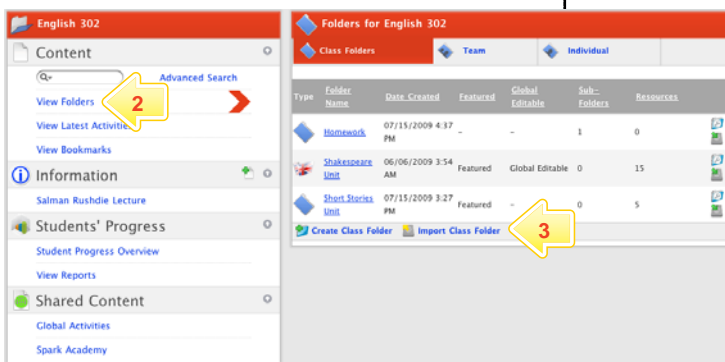 English 302
Content
Advanced Search
View Folders
2
View Latest Activities
View Bookmarks
Information
Salman Rushdie Lecture
Students' Progress
Student Progress Overview
View Reports
Shared Content
Global Activities
Spark Academy
Folders for English 302
Class Folders Team Individual
Type Folder Name Date Created Featured Global Editable Sub-Folders Resources
Homework 07/15/2009 4:37 PM - - 1 0
Shakespeare Unit 06/06/2009 3:54 AM Featured Global Editable 0 15
Short Stories Unit 07/15/2009 3:27 PM Featured - 0 5
Create Class Folder Import Class Folder
3